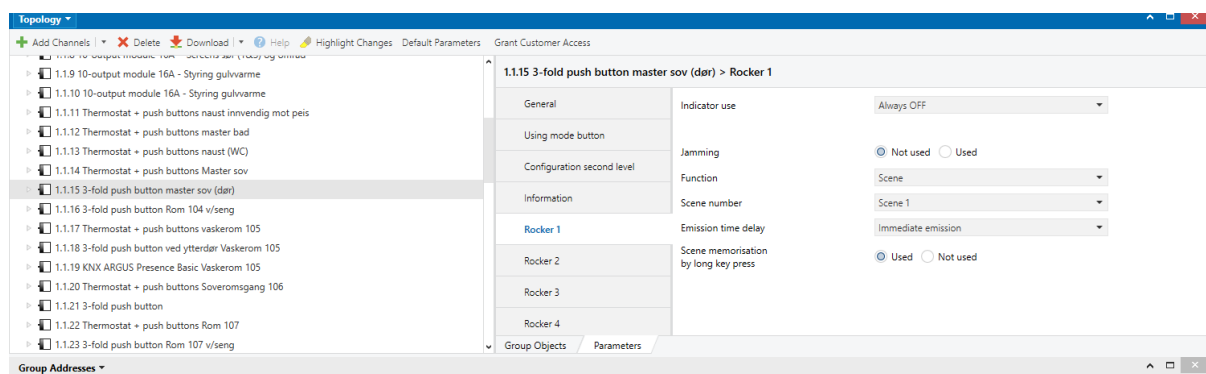 Topology
Add Channels Delete Download Help Highlight Changes Default Parameters Grant Customer Access
1.1.9 10-output module 16A - Styring gulvvarme
1.1.10 10-output module 16A - Styring gulvvarme
1.1.11 Thermostat + push buttons naust innvendig mot peis
1.1.12 Thermostat + push buttons master bad
1.1.13 Thermostat + push buttons naust (WC)
1.1.14 Thermostat + push buttons Master sov
1.1.15 3-fold push button master sov (dør)
1.1.16 3-fold push button Rom 104 v/seng
1.1.17 Thermostat + push buttons vaskerom 105
1.1.18 3-fold push button ved ytterdør Vaskerom 105
1.1.19 KNX ARGUS Presence Basic Vaskerom 105
1.1.20 Thermostat + push buttons Soveromsgang 106
1.1.21 3-fold push button
1.1.22 Thermostat + push buttons Rom 107
1.1.23 3-fold push button Rom 107 v/seng
1.1.15 3-fold push button master sov (dør) > Rocker 1
General
Using mode button
Configuration second level
Information
Rocker 1
Rocker 2
Rocker 3
Rocker 4
Indicator use Always OFF
Jamming Not used Used
Function Scene
Scene number Scene 1
Emission time delay Immediate emission
Scene memorisation
by long key press Used Not used
Group Objects Parameters
Group Addresses